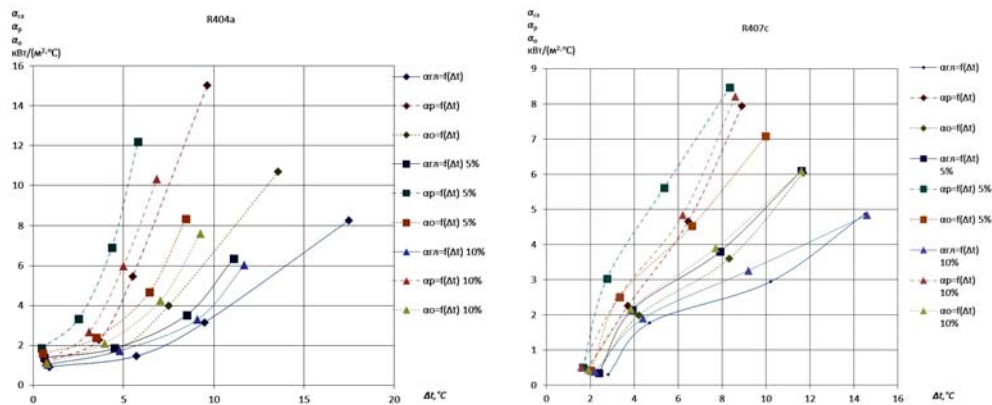 αгл
αр
αо
кВт/(м²·°С)
R404a
16
14
12
10
8
6
4
2
0
0
5
10
15
20
Δt,°С
αгл=f(Δt)
αр=f(Δt)
αо=f(Δt)
αгл=f(Δt) 5%
αр=f(Δt) 5%
αо=f(Δt) 5%
αгл=f(Δt) 10%
αр=f(Δt) 10%
αо=f(Δt) 10%
αгл
αр
αо
кВт/(м²·°С)
R407c
9
8
7
6
5
4
3
2
1
0
0
2
4
6
8
10
12
14
16
Δt,°С
αгл=f(Δt)
αр=f(Δt)
αо=f(Δt)
αгл=f(Δt)
5%
αр=f(Δt) 5%
αо=f(Δt) 5%
αгл=f(Δt)
10%
αр=f(Δt)
10%
αо=f(Δt)
10%